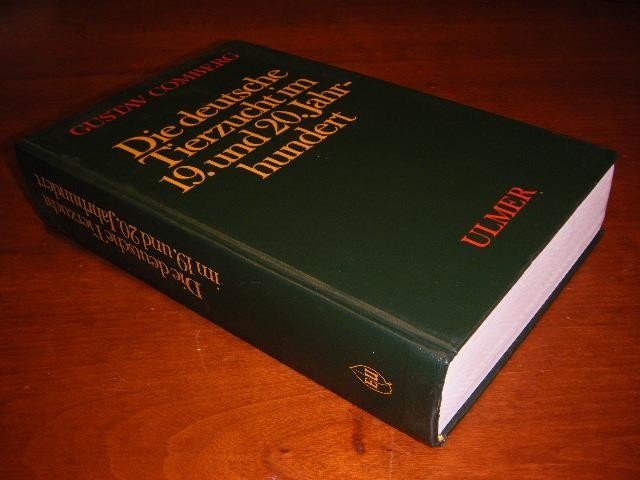 GUSTAV COMBERG
Die deutsche
Tierzucht im
19. und 20. Jahr-
hundert
ULMER
Die deutsche Tierzucht
im 19. und 20. Jahrhundert
EU